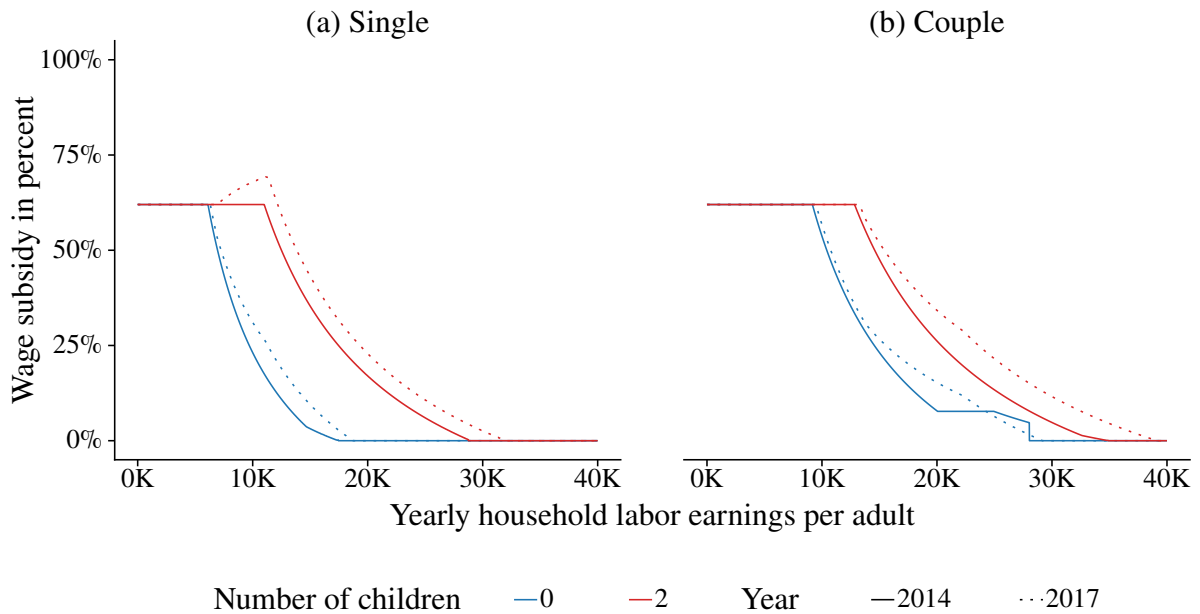 (a) Single
(b) Couple
Wage subsidy in percent
100%
75%
50%
25%
0%
0K 10K 20K 30K 40K
0K 10K 20K 30K 40K
Yearly household labor earnings per adult
Number of children 0 2 Year 2014 2017